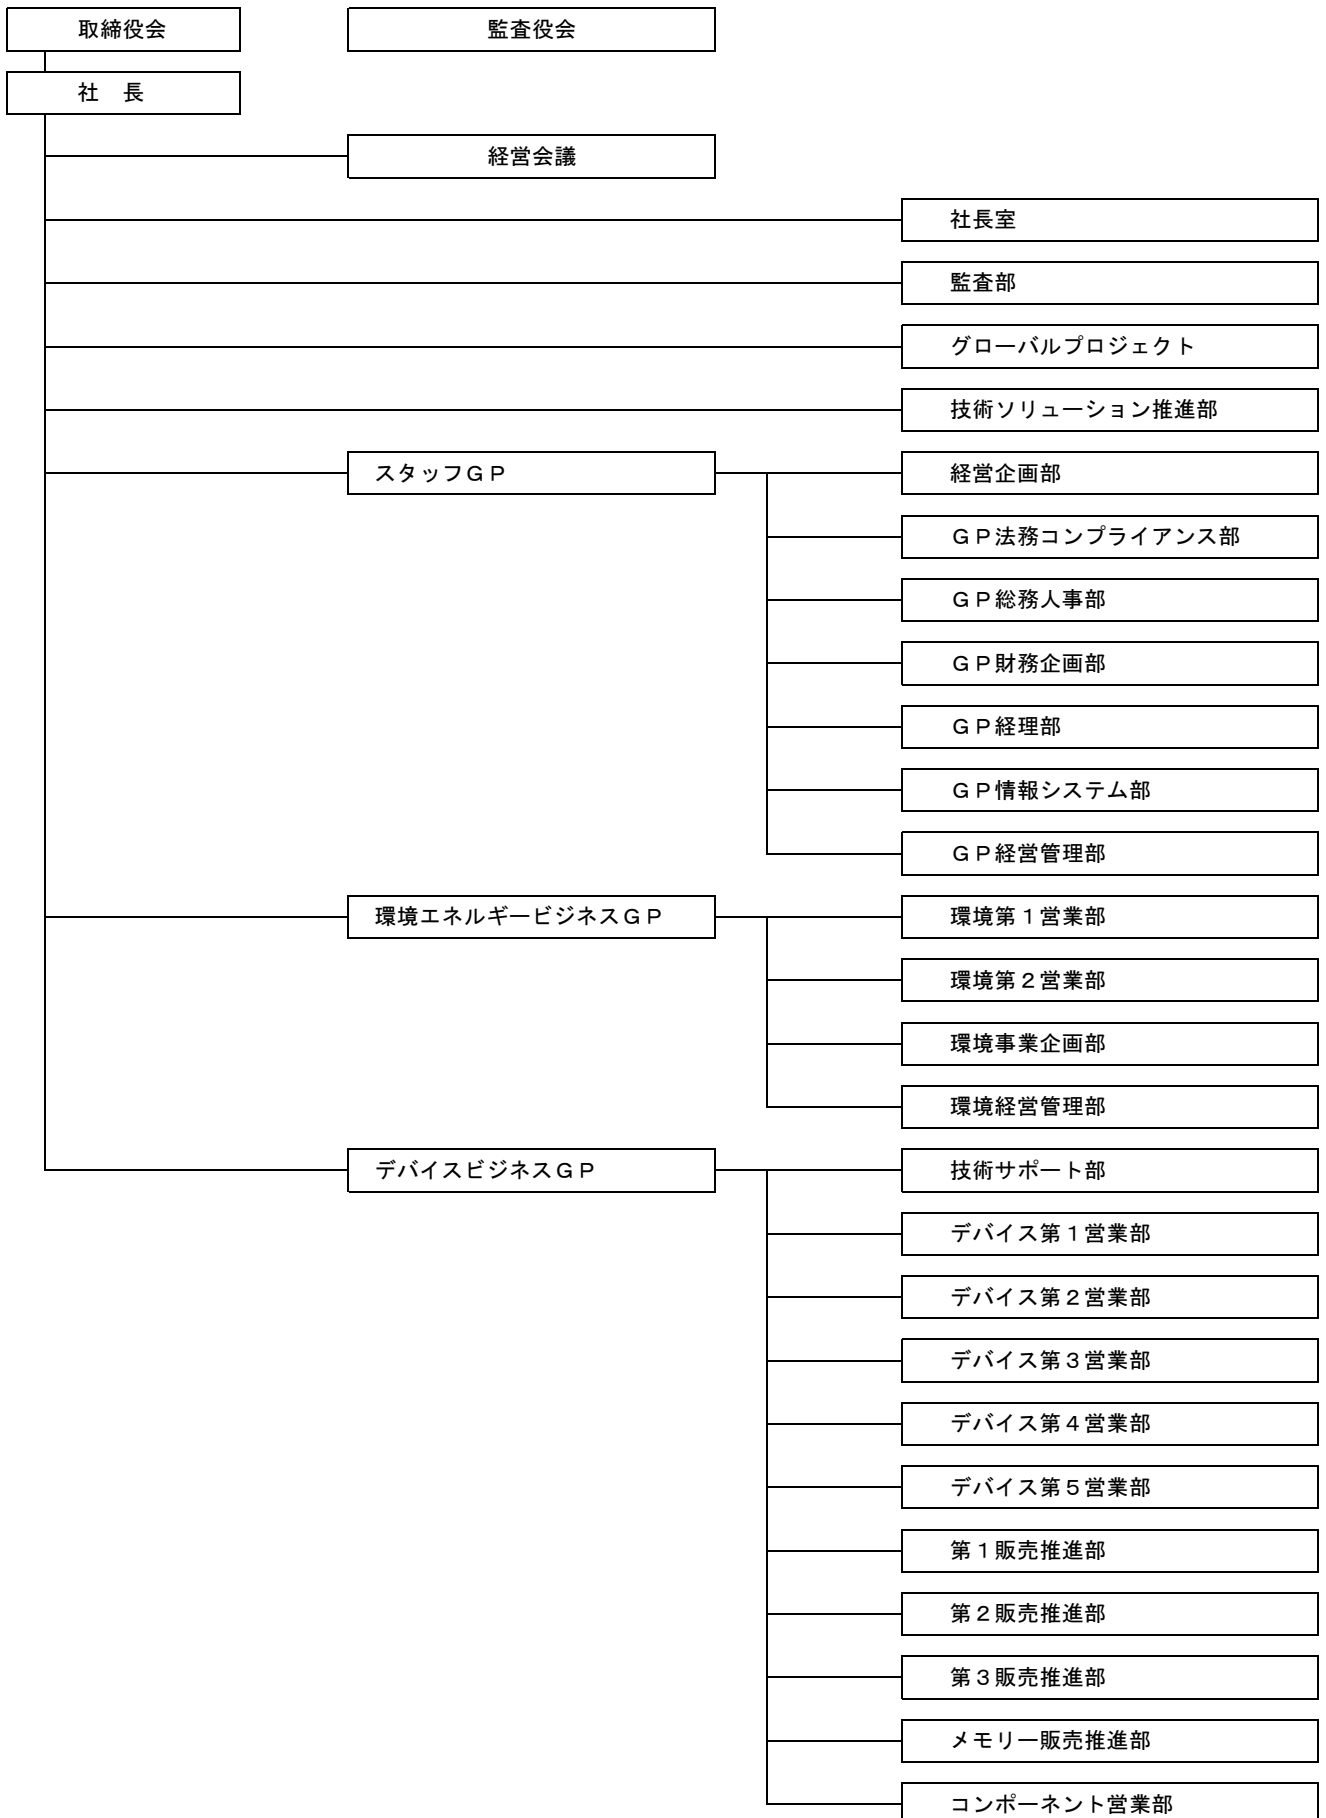 取締役会
監査役会
社　長
経営会議
社長室
監査部
グローバルプロジェクト
技術ソリューション推進部
スタッフＧＰ
経営企画部
ＧＰ法務コンプライアンス部
ＧＰ総務人事部
ＧＰ財務企画部
ＧＰ経理部
ＧＰ情報システム部
ＧＰ経営管理部
環境エネルギービジネスＧＰ
環境第１営業部
環境第２営業部
環境事業企画部
環境経営管理部
デバイスビジネスＧＰ
技術サポート部
デバイス第１営業部
デバイス第２営業部
デバイス第３営業部
デバイス第４営業部
デバイス第５営業部
第１販売推進部
第２販売推進部
第３販売推進部
メモリー販売推進部
コンポーネント営業部